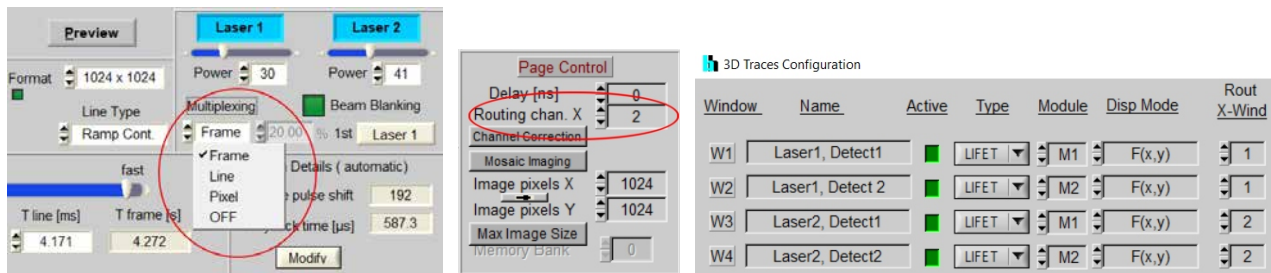 Preview
Laser 1 Laser 2
Format 1024 x 1024
Power 30 Power 41
Line Type
Multiplexing Beam Blanking
Ramp Cont. Frame 20.00 % 1st Laser 1
Frame
Line
Pixel
OFF
fast
Details ( automatic)
pulse shift 192
T line [ms] T frame [s]
4.171 4.272
ck time [µs] 587.3
Modify
Page Control
Delay [ns] 0
Routing chan. X 2
Channel Correction
Mosaic Imaging
Image pixels X 1024
Image pixels Y 1024
Max Image Size
Memory Bank 0
3D Traces Configuration
Window Name Active Type Module Disp Mode Rout
X-Wind
W1 Laser1, Detect1 LIFET M1 F(x,y) 1
W2 Laser1, Detect 2 LIFET M2 F(x,y) 1
W3 Laser2, Detect1 LIFET M1 F(x,y) 2
W4 Laser2, Detect2 LIFET M2 F(x,y) 2